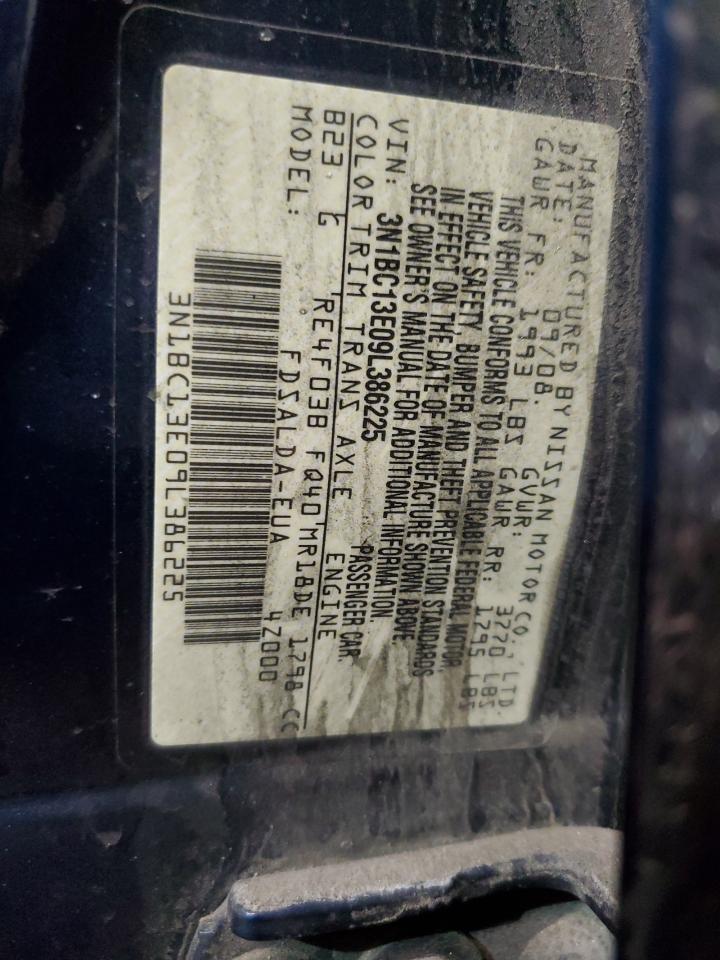 MANUFACTURED BY NISSAN MOTOR CO., LTD.
DATE: 09/08. GVWR: 3770 LBS
GAWR FR: 1993 LBS GAWR RR: 1795 LBS
THIS VEHICLE CONFORMS TO ALL APPLICABLE FEDERAL MOTOR
VEHICLE SAFETY, BUMPER AND THEFT PREVENTION STANDARDS
IN EFFECT ON THE DATE OF MANUFACTURE SHOWN ABOVE.
SEE OWNER'S MANUAL FOR ADDITIONAL INFORMATION.
VIN: 3N1BC13E09L386225 PASSENGER CAR.
COLOR TRIM TRANS AXLE ENGINE
B23 G RE4F03B FQ40 MR18DE 1798 CC
MODEL: FDSALDA-EUA 4Z000
3N1BC13E09L386225